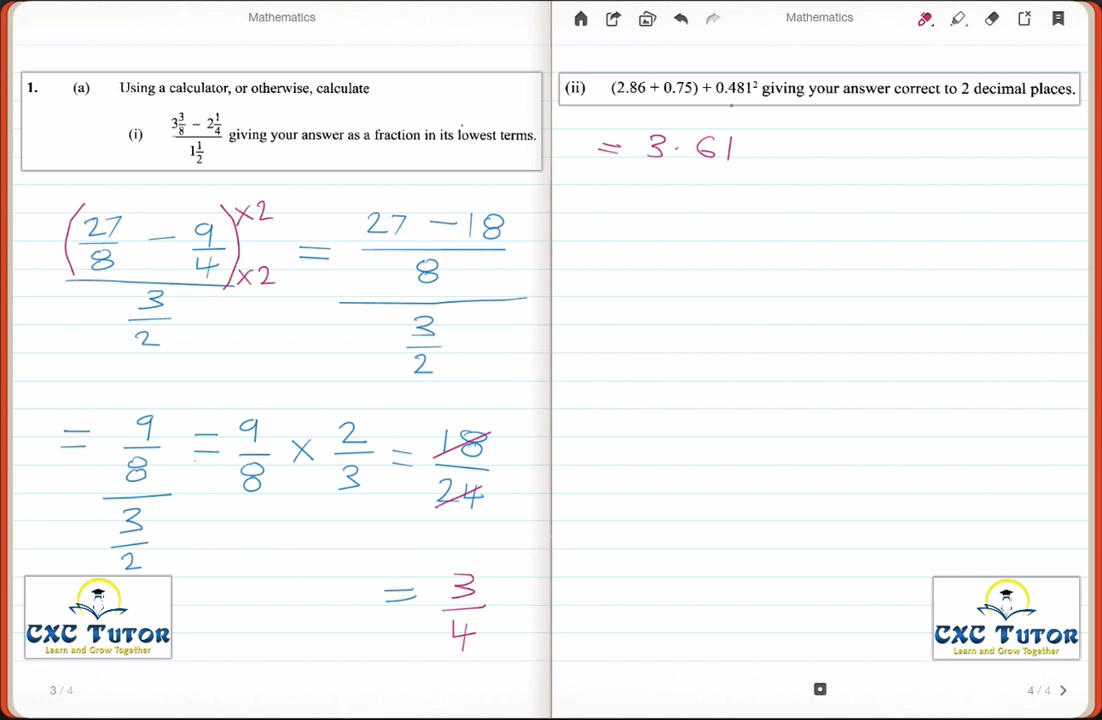 Mathematics
1. (a) Using a calculator, or otherwise, calculate
(i) (3 3/8 − 2 1/4) / (1 1/2) giving your answer as a fraction in its lowest terms.
((27/8 − 9/4) ×2 ×2) / (3/2) = ((27 − 18)/8) / (3/2)
= (9/8) / (3/2) = 9/8 × 2/3 = 18/24
= 3/4
CXC TUTOR
Learn and Grow Together
3 / 4
Mathematics
(ii) (2.86 + 0.75) + 0.481² giving your answer correct to 2 decimal places.
= 3.61
CXC TUTOR
Learn and Grow Together
4 / 4